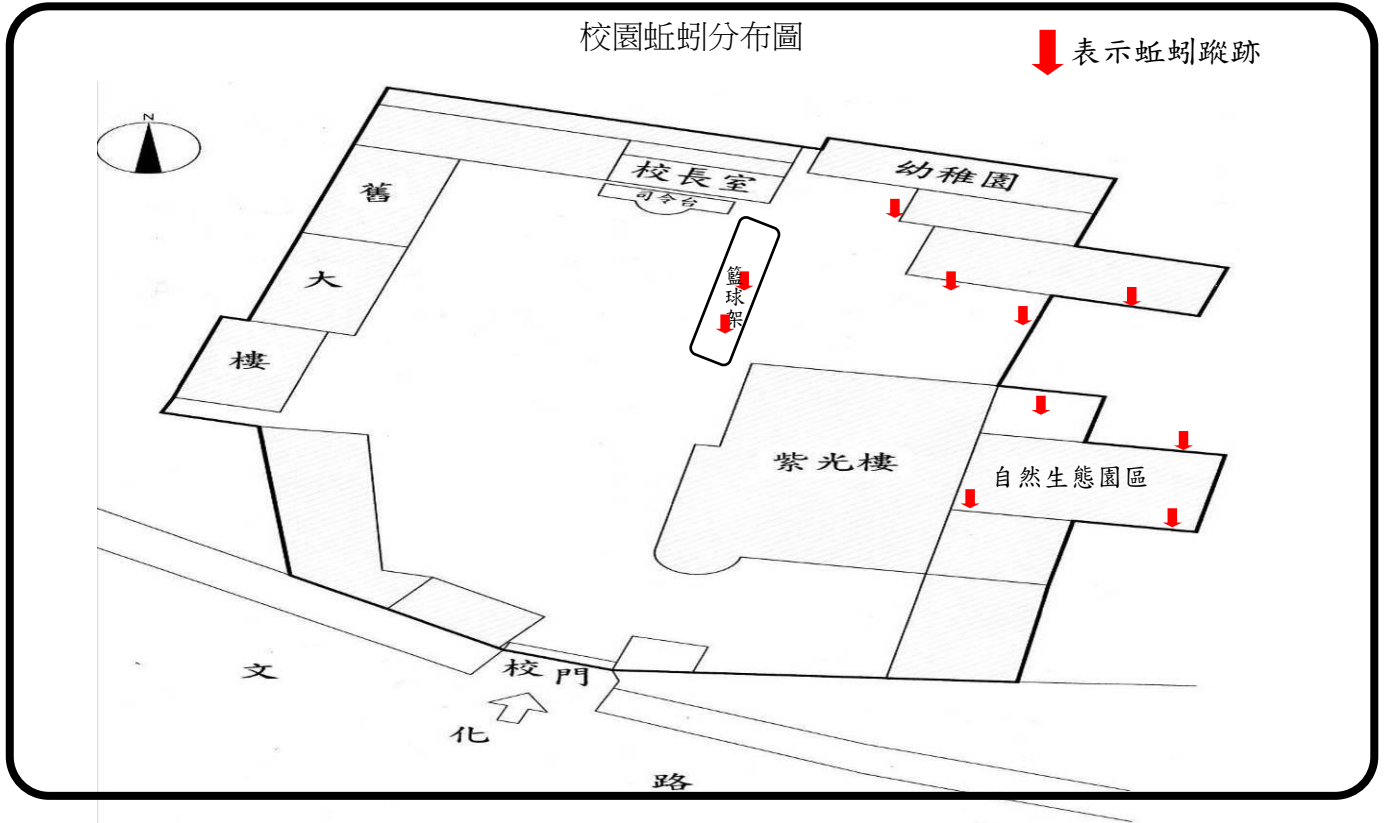 校園蚯蚓分布圖
表示蚯蚓蹤跡
N
校長室
司令台
幼稚園
舊
大
樓
籃球架
紫光樓
自然生態園區
校門
文
化
路